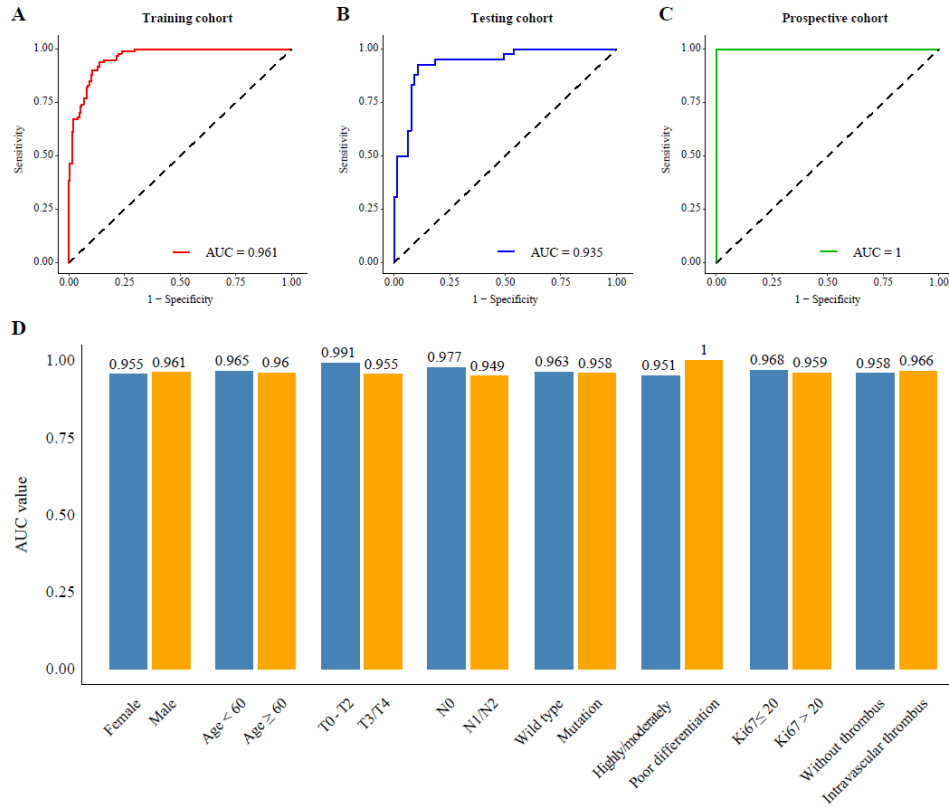 A Training cohort
B Testing cohort
C Prospective cohort
1.00
0.75
0.50
0.25
0.00
Sensitivity
AUC = 0.961
0.00 0.25 0.50 0.75 1.00
1 − Specificity
1.00
0.75
0.50
0.25
0.00
Sensitivity
AUC = 0.935
0.00 0.25 0.50 0.75 1.00
1 − Specificity
1.00
0.75
0.50
0.25
0.00
Sensitivity
AUC = 1
0.00 0.25 0.50 0.75 1.00
1 − Specificity
D
0.955 0.961 0.965 0.96 0.991 0.955 0.977 0.949 0.963 0.958 0.951 1 0.968 0.959 0.958 0.966
1.00
0.75
0.50
0.25
0.00
AUC value
Female
Male
Age < 60
Age ≥ 60
T0 - T2
T3/T4
N0
N1/N2
Wild type
Mutation
Highly/moderately
Poor differentiation
Ki67≤ 20
Ki67 > 20
Without thrombus
Intravascular thrombus